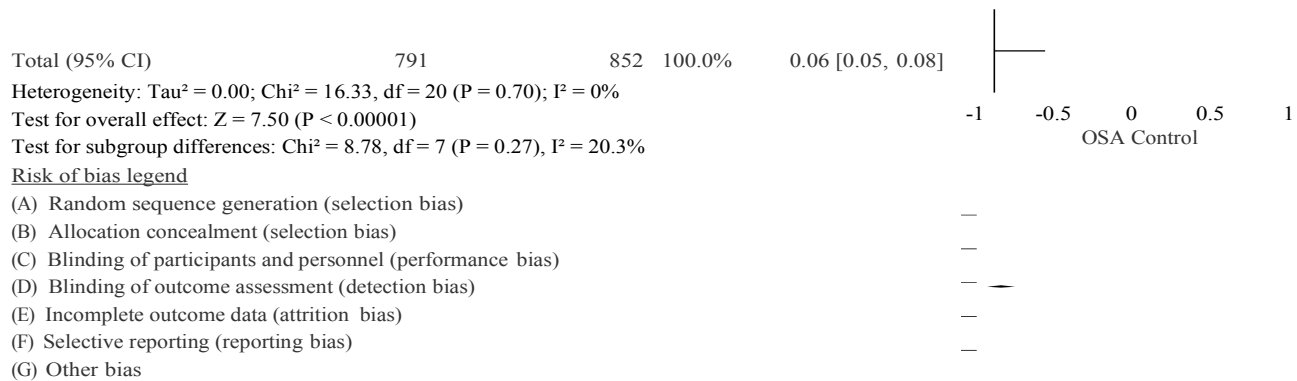 Total (95% CI) 791 852 100.0% 0.06 [0.05, 0.08]
Heterogeneity: Tau² = 0.00; Chi² = 16.33, df = 20 (P = 0.70); I² = 0%
Test for overall effect: Z = 7.50 (P < 0.00001)
Test for subgroup differences: Chi² = 8.78, df = 7 (P = 0.27), I² = 20.3%
-1 -0.5 0 0.5 1
OSA Control
Risk of bias legend
(A) Random sequence generation (selection bias)
(B) Allocation concealment (selection bias)
(C) Blinding of participants and personnel (performance bias)
(D) Blinding of outcome assessment (detection bias)
(E) Incomplete outcome data (attrition bias)
(F) Selective reporting (reporting bias)
(G) Other bias